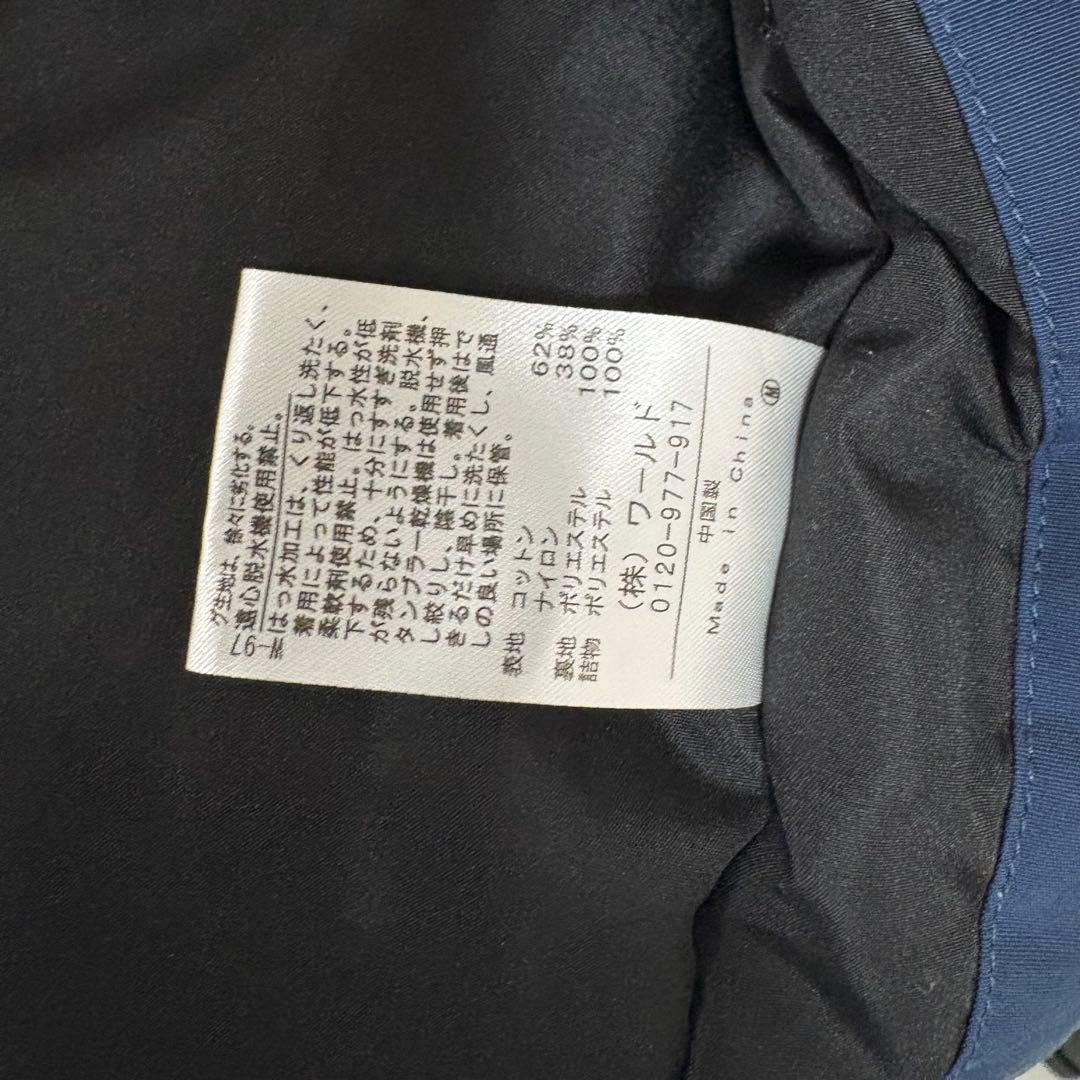 グ生地は、徐々に劣化する。
遠心脱水機使用禁止。
はっ水加工は、くり返し洗たく、
着用によって性能が低下する。
柔軟剤使用禁止。はっ水性が低
下するため、十分にすすぎ洗剤
が残らないようにする。脱水機、
タンブラー乾燥機は使用せず押
し絞りし、陰干し。着用後はで
きるだけ早めに洗たくし、風通
しの良い場所に保管。
表地 コットン 62%
ナイロン 38%
裏地 ポリエステル 100%
詰物 ポリエステル 100%
(株)ワールド
0120-977-917
中国製
Made in China Ⓜ